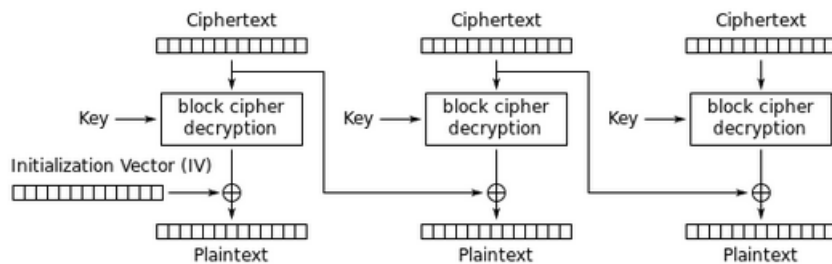 Ciphertext Ciphertext Ciphertext
Key block cipher decryption Key block cipher decryption Key block cipher decryption
Initialization Vector (IV)
Plaintext Plaintext Plaintext